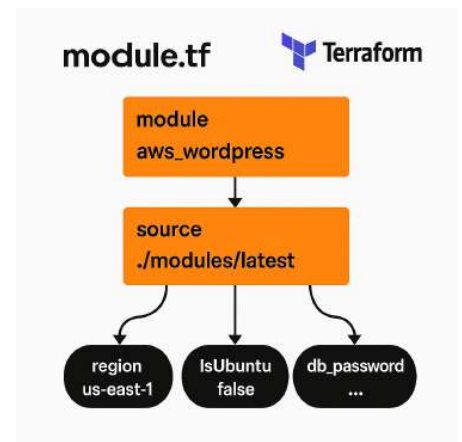 module.tf
Terraform
module
aws_wordpress
source
./modules/latest
region
us-east-1
IsUbuntu
false
db_password
...